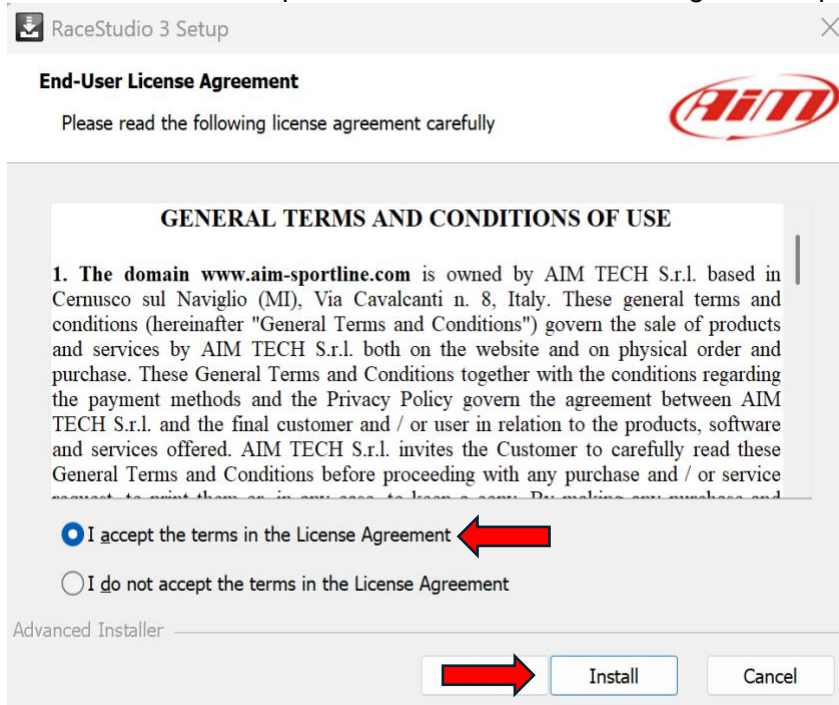 RaceStudio 3 Setup
End-User License Agreement
Please read the following license agreement carefully
AiM
GENERAL TERMS AND CONDITIONS OF USE
1. The domain www.aim-sportline.com is owned by AIM TECH S.r.l. based in
Cernusco sul Naviglio (MI), Via Cavalcanti n. 8, Italy. These general terms and
conditions (hereinafter "General Terms and Conditions") govern the sale of products
and services by AIM TECH S.r.l. both on the website and on physical order and
purchase. These General Terms and Conditions together with the conditions regarding
the payment methods and the Privacy Policy govern the agreement between AIM
TECH S.r.l. and the final customer and / or user in relation to the products, software
and services offered. AIM TECH S.r.l. invites the Customer to carefully read these
General Terms and Conditions before proceeding with any purchase and / or service
I accept the terms in the License Agreement
I do not accept the terms in the License Agreement
Advanced Installer
Install
Cancel